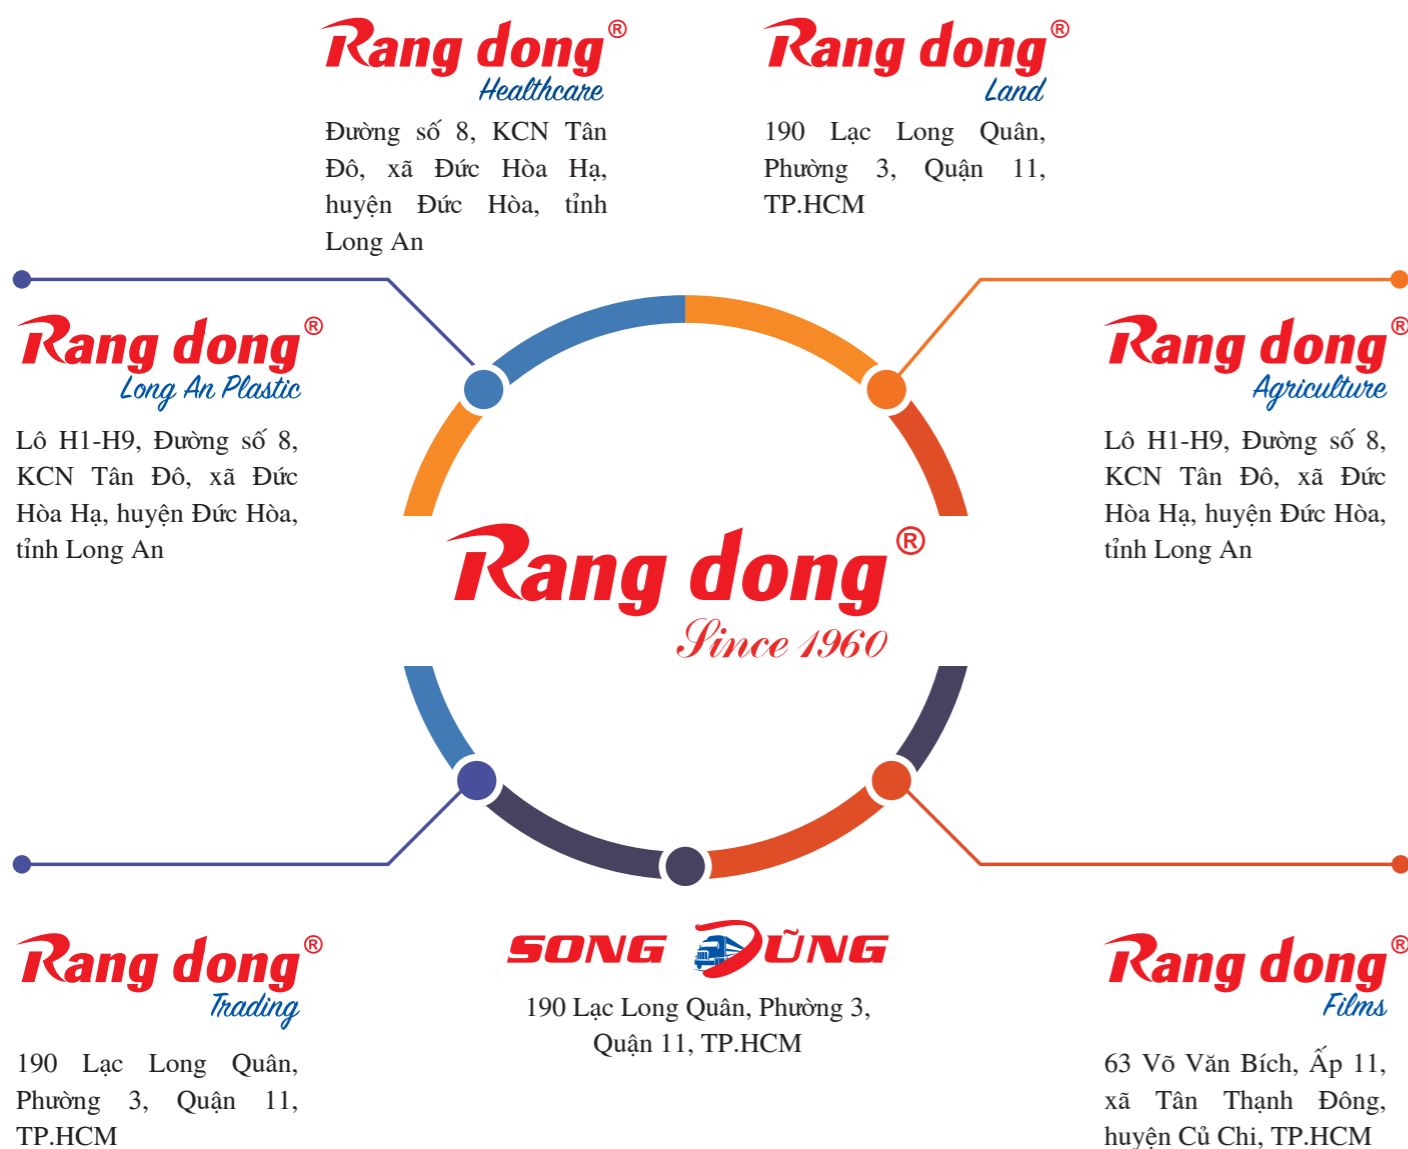 Rang dong®
Healthcare
Đường số 8, KCN Tân
Đô, xã Đức Hòa Hạ,
huyện Đức Hòa, tỉnh
Long An
Rang dong®
Land
190 Lạc Long Quân,
Phường 3, Quận 11,
TP.HCM
Rang dong®
Long An Plastic
Lô H1-H9, Đường số 8,
KCN Tân Đô, xã Đức
Hòa Hạ, huyện Đức Hòa,
tỉnh Long An
Rang dong®
Agriculture
Lô H1-H9, Đường số 8,
KCN Tân Đô, xã Đức
Hòa Hạ, huyện Đức Hòa,
tỉnh Long An
Rang dong®
Since 1960
Rang dong®
Trading
190 Lạc Long Quân,
Phường 3, Quận 11,
TP.HCM
SONG DŨNG
190 Lạc Long Quân, Phường 3,
Quận 11, TP.HCM
Rang dong®
Films
63 Võ Văn Bích, Ấp 11,
xã Tân Thạnh Đông,
huyện Củ Chi, TP.HCM